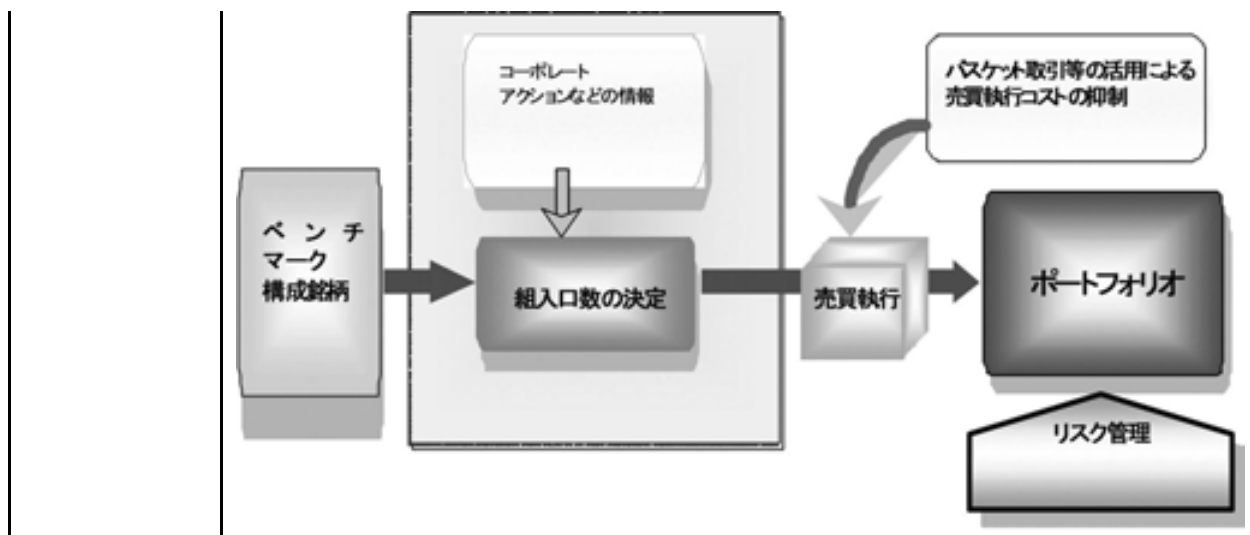 コーポレート
アクションなどの情報
バスケット取引等の活用による
売買執行コストの抑制
ベンチ
マーク
構成銘柄
組入口数の決定
売買執行
ポートフォリオ
リスク管理